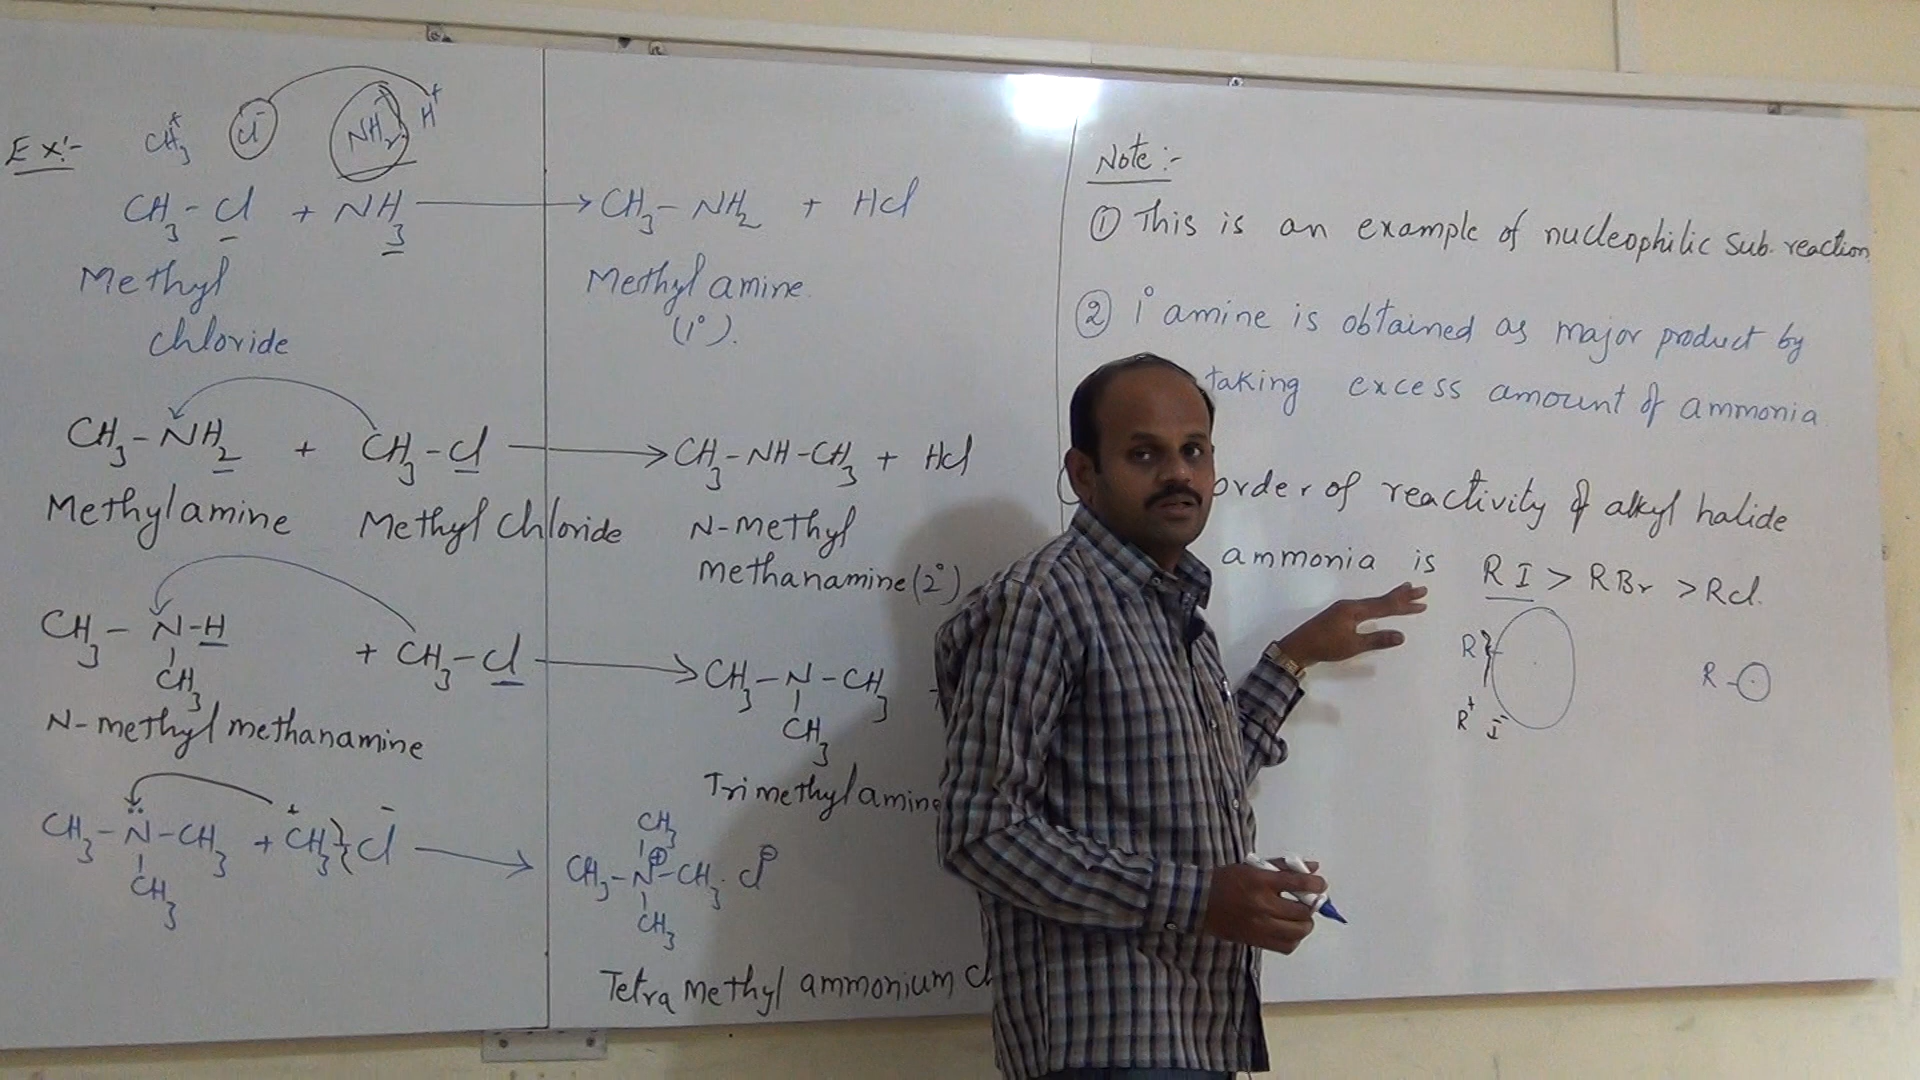 Ex:-
CH₃⁺ Cl⁻ NH₂ H⁺
CH₃ - Cl + NH₃ → CH₃ - NH₂ + HCl
Methyl chloride
Methyl amine
(1°).
CH₃ - NH₂ + CH₃ - Cl → CH₃ - NH - CH₃ + HCl
Methylamine Methyl chloride N-methyl
methanamine (2°)
CH₃ - N - H + CH₃ - Cl → CH₃ - N - CH₃
CH₃ CH₃
N-methyl methanamine
Trimethylamine
CH₃ - N̈ - CH₃ + CH₃⁺ } Cl⁻ → CH₃ - N⊕ - CH₃ . Cl⊖
CH₃ CH₃ CH₃
Tetra methyl ammonium
Note :-
① This is an example of nucleophilic sub. reaction
② 1° amine is obtained as major product by
taking excess amount of ammonia
order of reactivity of alkyl halide
ammonia is RI > RBr > RCl.
R R -
R⁺ I⁻